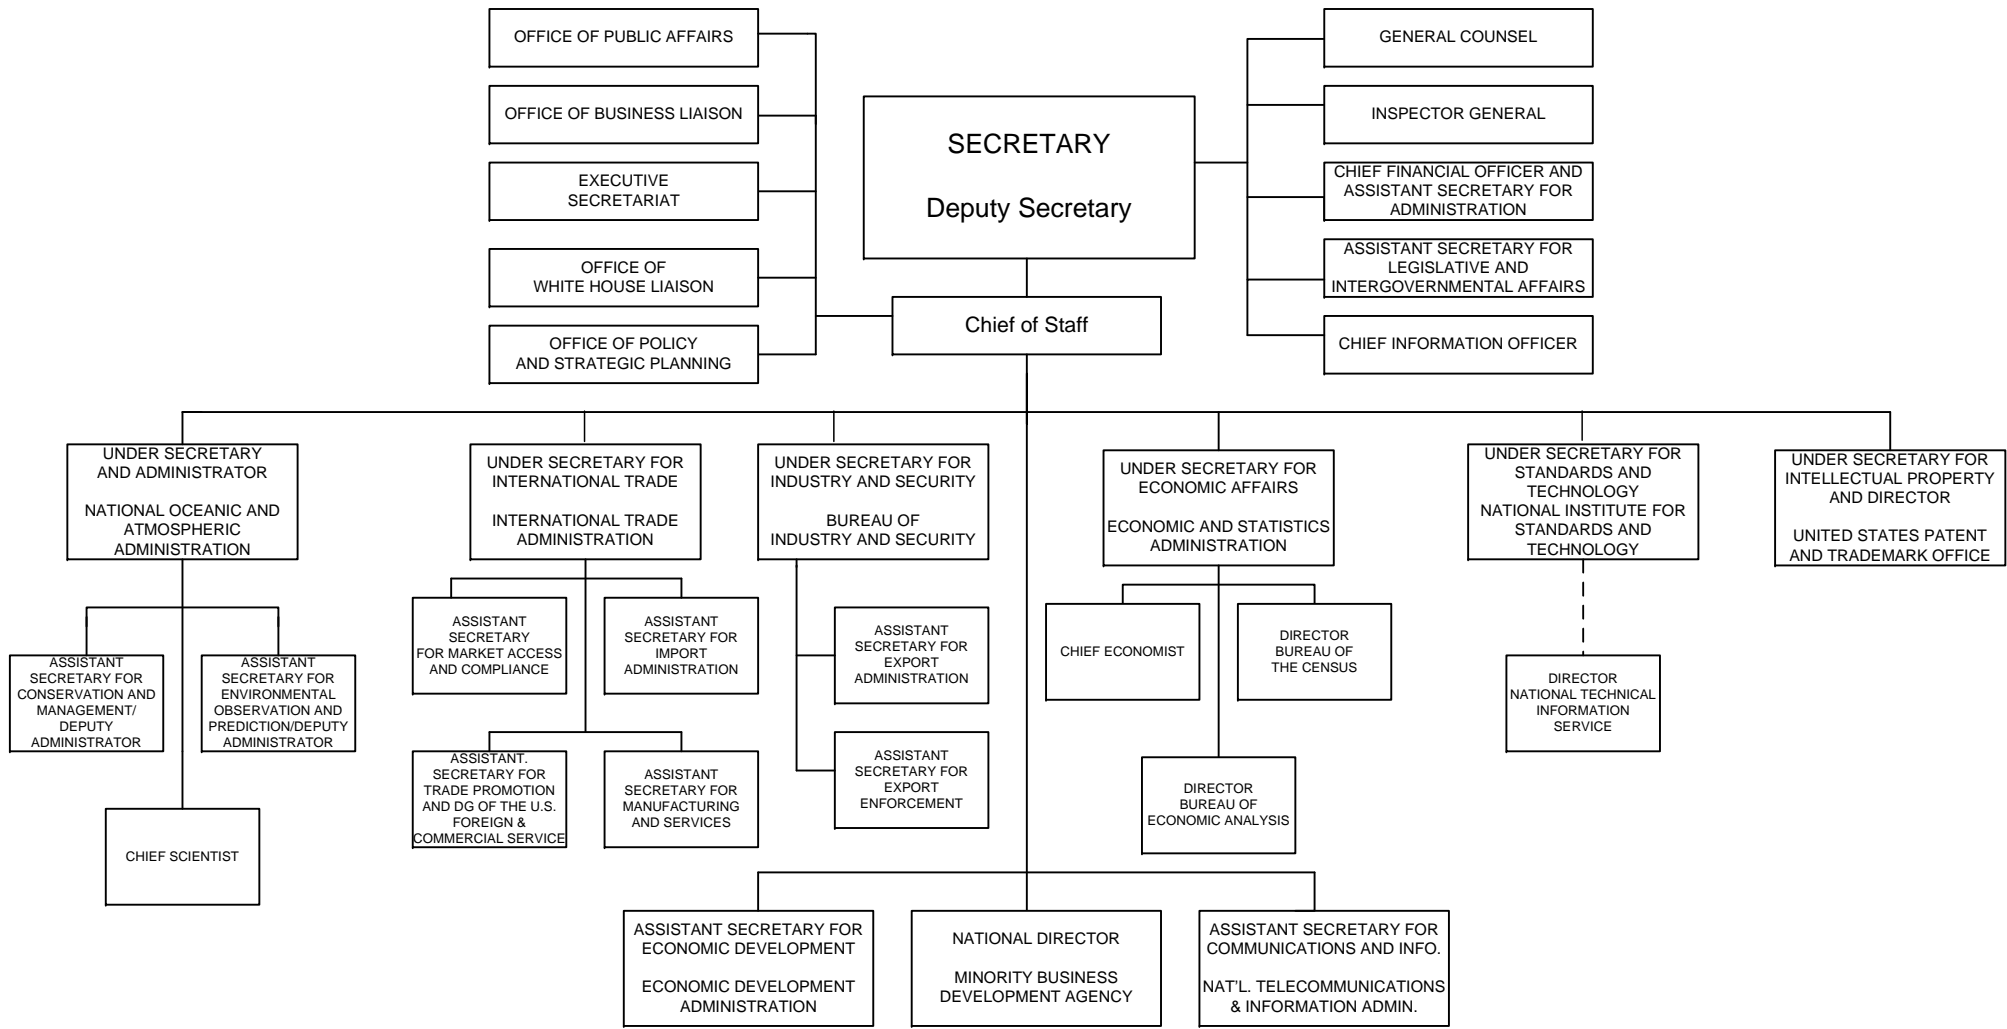 OFFICE OF PUBLIC AFFAIRS
OFFICE OF BUSINESS LIAISON
EXECUTIVE
SECRETARIAT
OFFICE OF
WHITE HOUSE LIAISON
OFFICE OF POLICY
AND STRATEGIC PLANNING
SECRETARY
Deputy Secretary
Chief of Staff
GENERAL COUNSEL
INSPECTOR GENERAL
CHIEF FINANCIAL OFFICER AND
ASSISTANT SECRETARY FOR
ADMINISTRATION
ASSISTANT SECRETARY FOR
LEGISLATIVE AND
INTERGOVERNMENTAL AFFAIRS
CHIEF INFORMATION OFFICER
UNDER SECRETARY
AND ADMINISTRATOR
NATIONAL OCEANIC AND
ATMOSPHERIC
ADMINISTRATION
UNDER SECRETARY FOR
INTERNATIONAL TRADE
INTERNATIONAL TRADE
ADMINISTRATION
UNDER SECRETARY FOR
INDUSTRY AND SECURITY
BUREAU OF
INDUSTRY AND SECURITY
UNDER SECRETARY FOR
ECONOMIC AFFAIRS
ECONOMIC AND STATISTICS
ADMINISTRATION
UNDER SECRETARY FOR
STANDARDS AND
TECHNOLOGY
NATIONAL INSTITUTE FOR
STANDARDS AND
TECHNOLOGY
UNDER SECRETARY FOR
INTELLECTUAL PROPERTY
AND DIRECTOR
UNITED STATES PATENT
AND TRADEMARK OFFICE
ASSISTANT
SECRETARY FOR
CONSERVATION AND
MANAGEMENT/
DEPUTY
ADMINISTRATOR
ASSISTANT
SECRETARY FOR
ENVIRONMENTAL
OBSERVATION AND
PREDICTION/DEPUTY
ADMINISTRATOR
CHIEF SCIENTIST
ASSISTANT
SECRETARY
FOR MARKET ACCESS
AND COMPLIANCE
ASSISTANT
SECRETARY FOR
IMPORT
ADMINISTRATION
ASSISTANT.
SECRETARY FOR
TRADE PROMOTION
AND DG OF THE U.S.
FOREIGN &
COMMERCIAL SERVICE
ASSISTANT
SECRETARY FOR
MANUFACTURING
AND SERVICES
ASSISTANT
SECRETARY FOR
EXPORT
ADMINISTRATION
ASSISTANT
SECRETARY FOR
EXPORT
ENFORCEMENT
CHIEF ECONOMIST
DIRECTOR
BUREAU OF
THE CENSUS
DIRECTOR
BUREAU OF
ECONOMIC ANALYSIS
DIRECTOR
NATIONAL TECHNICAL
INFORMATION
SERVICE
ASSISTANT SECRETARY FOR
ECONOMIC DEVELOPMENT
ECONOMIC DEVELOPMENT
ADMINISTRATION
NATIONAL DIRECTOR
MINORITY BUSINESS
DEVELOPMENT AGENCY
ASSISTANT SECRETARY FOR
COMMUNICATIONS AND INFO.
NAT'L. TELECOMMUNICATIONS
& INFORMATION ADMIN.